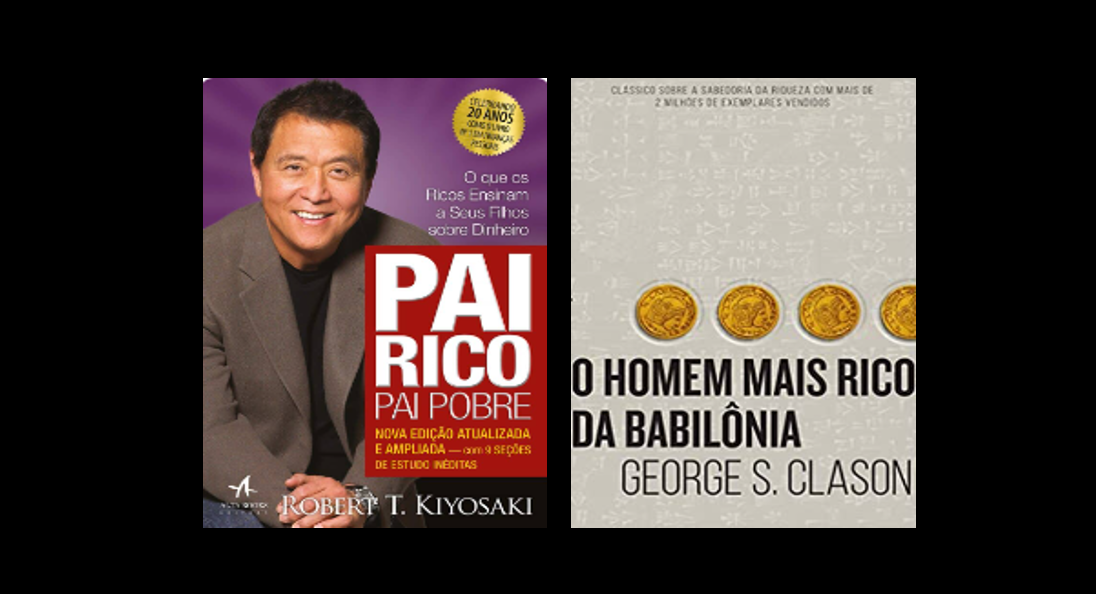 CELEBRANDO
20 ANOS
O que os
Ricos Ensinam
a Seus Filhos
sobre Dinheiro
PAI
RICO
PAI POBRE
NOVA EDIÇÃO ATUALIZADA
E AMPLIADA — com 9 SEÇÕES
DE ESTUDO INÉDITAS
ROBERT T. KIYOSAKI
CLÁSSICO SOBRE A SABEDORIA DA RIQUEZA COM MAIS DE
2 MILHÕES DE EXEMPLARES VENDIDOS
O HOMEM MAIS RICO
DA BABILÔNIA
GEORGE S. CLASON